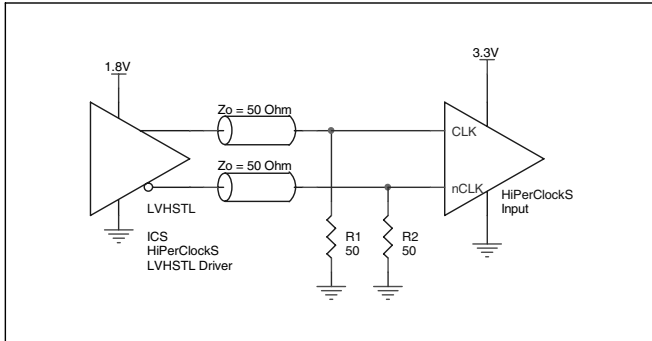 1.8V
3.3V
Zo = 50 Ohm
CLK
Zo = 50 Ohm
nCLK
HiPerClockS
Input
LVHSTL
ICS
HiPerClockS
LVHSTL Driver
R1
50
R2
50